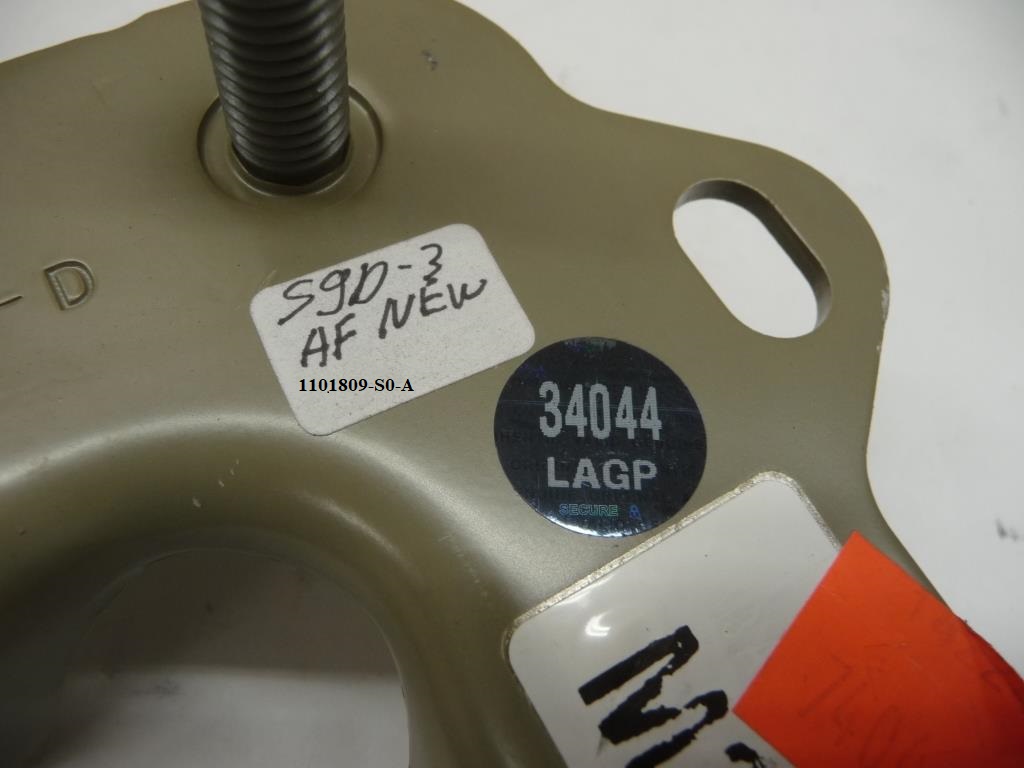 - D
S9D-3
AF NEW
1101809-S0-A
34044
LAGP
SECURE A
M